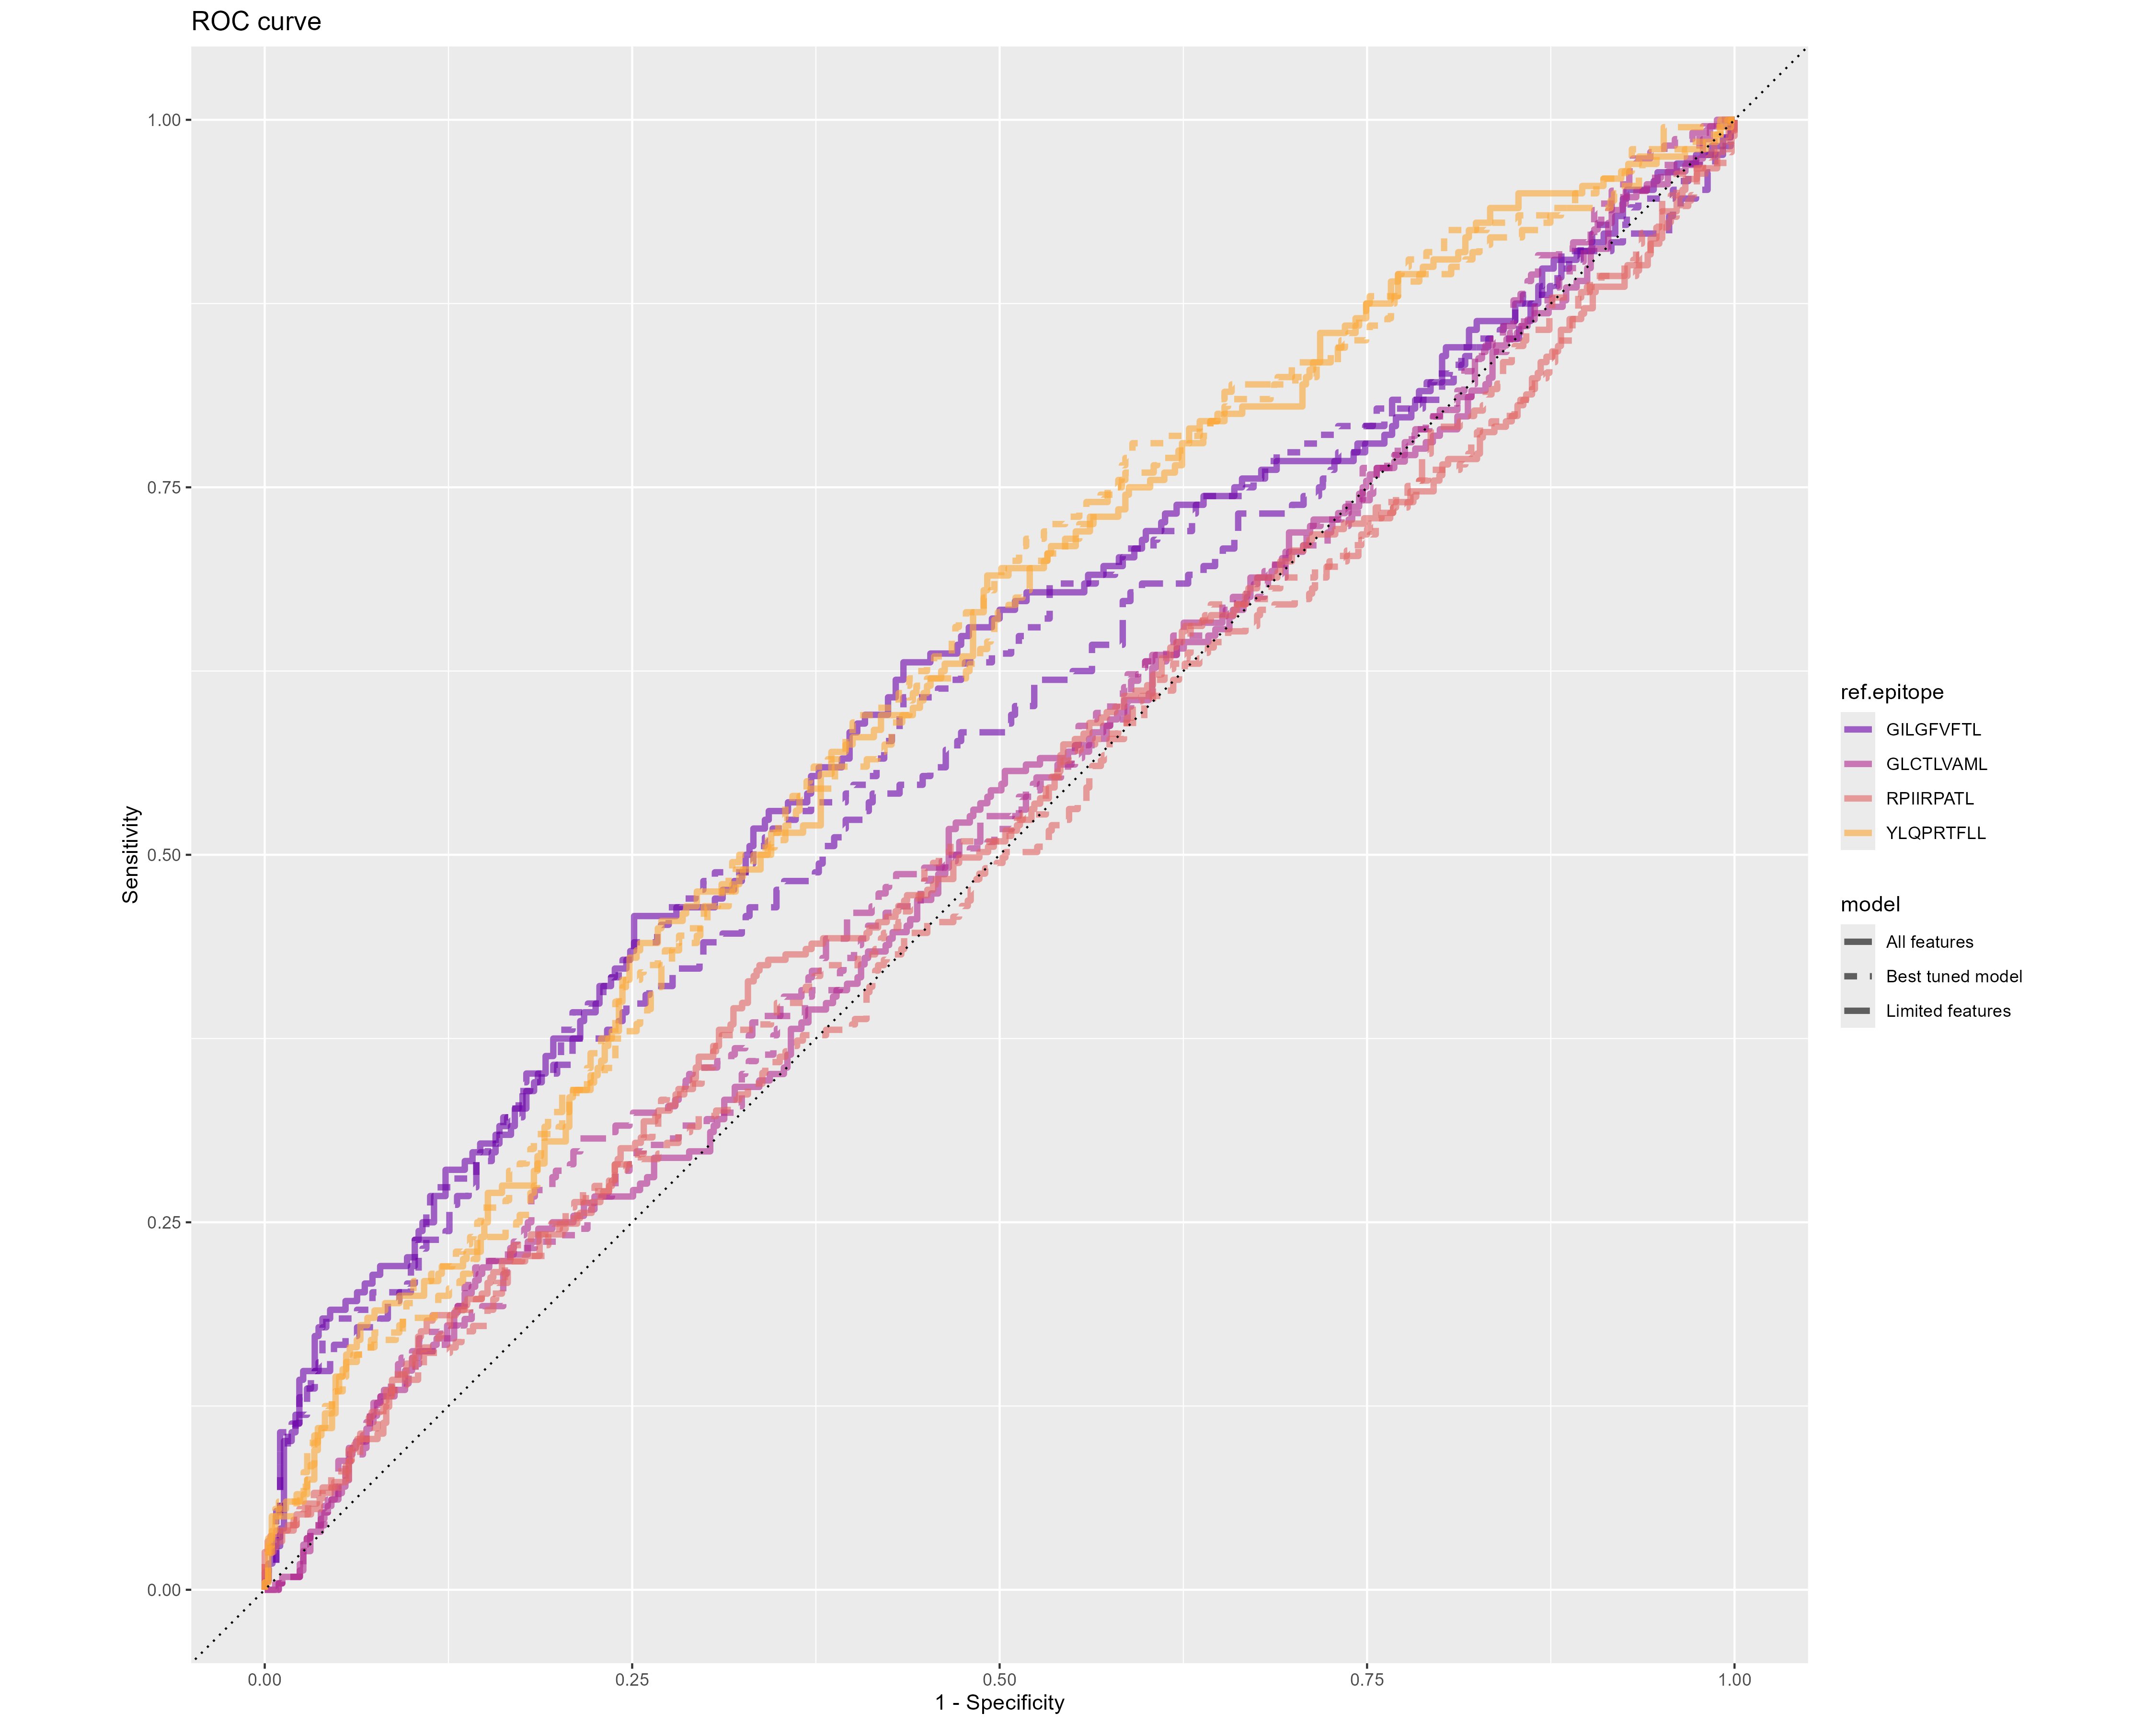 ROC curve
1.00
0.75
0.50
0.25
0.00
Sensitivity
0.00
0.25
0.50
0.75
1.00
1 - Specificity
ref.epitope
GILGFVFTL
GLCTLVAML
RPIIRPATL
YLQPRTFLL
model
All features
Best tuned model
Limited features